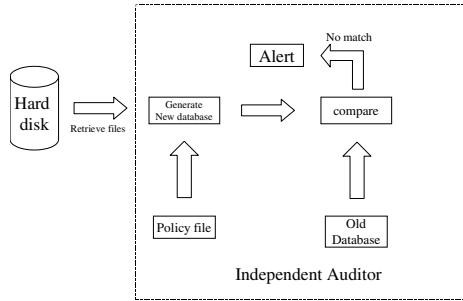 No match
Alert
Hard
disk
Generate
New database
compare
Retrieve files
Policy file
Old
Database
Independent Auditor